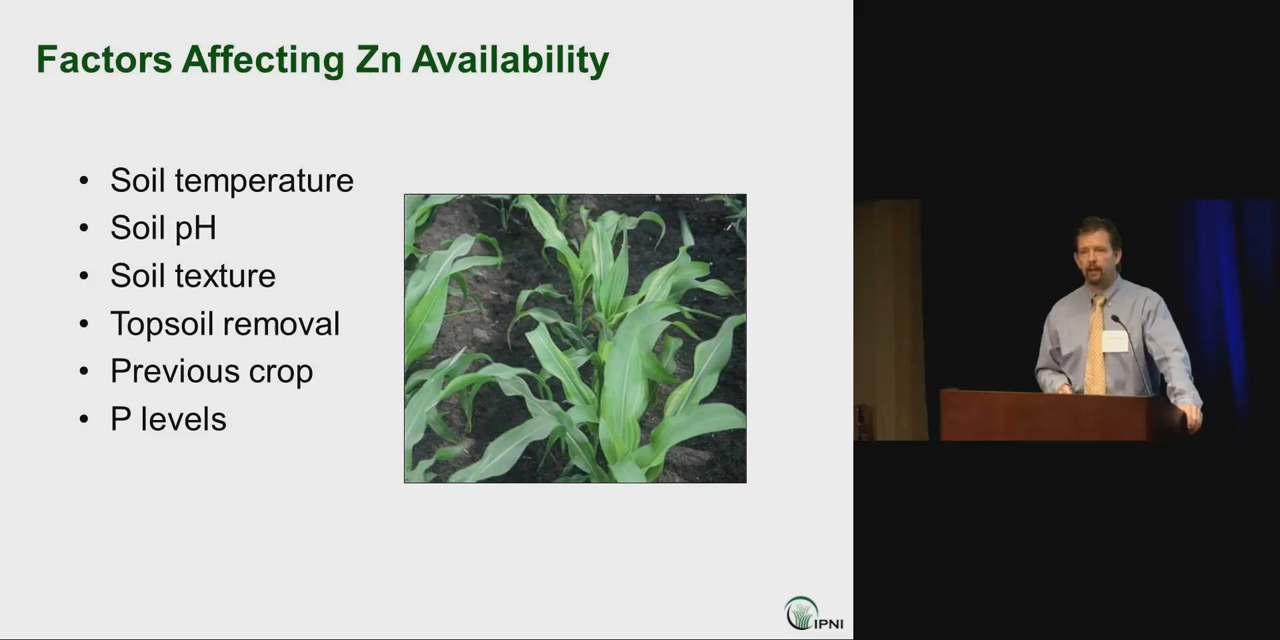 Factors Affecting Zn Availability
• Soil temperature
• Soil pH
• Soil texture
• Topsoil removal
• Previous crop
• P levels
IPNI